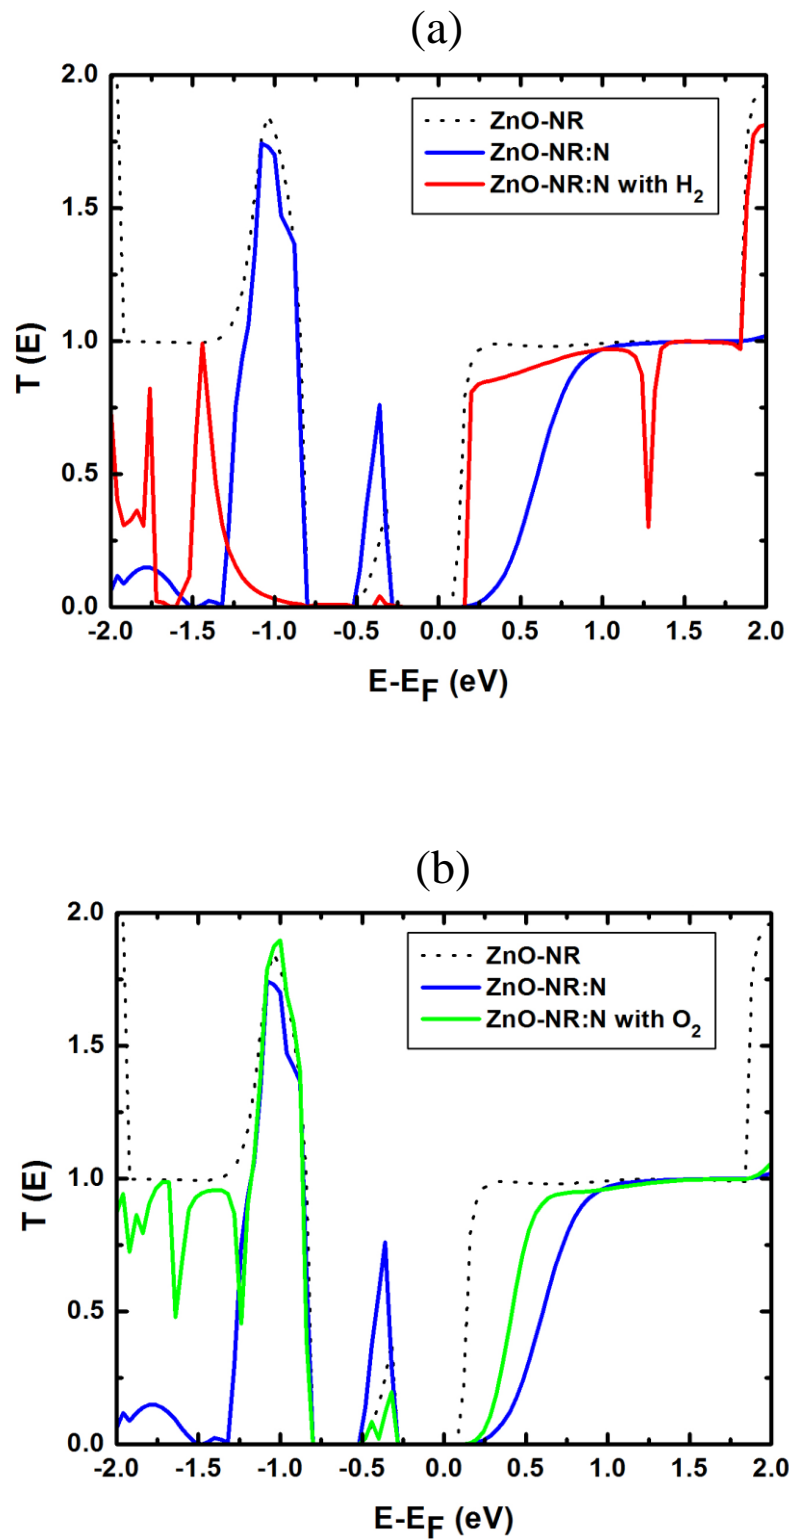 (a)
2.0
ZnO-NR
ZnO-NR:N
ZnO-NR:N with H2
1.5
T (E)
1.0
0.5
0.0
-2.0 -1.5 -1.0 -0.5 0.0 0.5 1.0 1.5 2.0
E-EF (eV)
(b)
2.0
ZnO-NR
ZnO-NR:N
ZnO-NR:N with O2
1.5
T (E)
1.0
0.5
0.0
-2.0 -1.5 -1.0 -0.5 0.0 0.5 1.0 1.5 2.0
E-EF (eV)